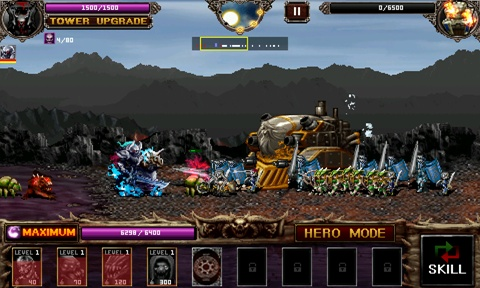 1500/1500
0/6500
TOWER UPGRADE
4/80
MAXIMUM
6298/6400
HERO MODE
LEVEL 1
LEVEL 1
LEVEL 1
LEVEL 1
40
70
120
300
SKILL